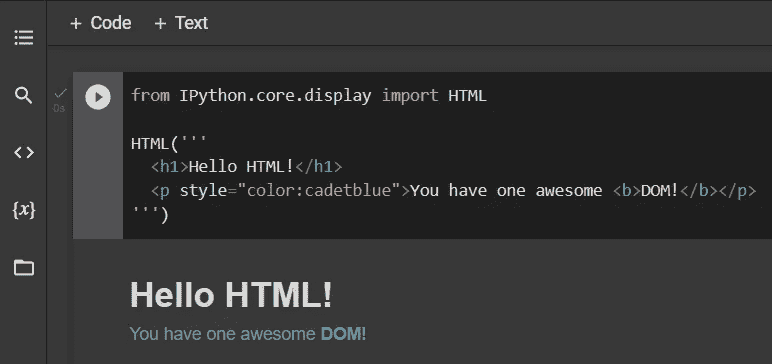 + Code + Text
from IPython.core.display import HTML
HTML('''
<h1>Hello HTML!</h1>
<p style="color:cadetblue">You have one awesome <b>DOM!</b></p>
''')
0s
{x}
Hello HTML!
You have one awesome DOM!